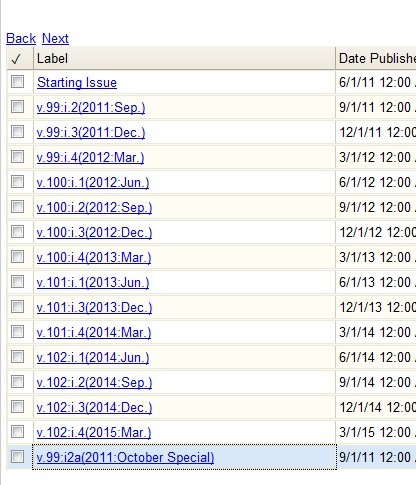 Back Next
✓ Label Date Publishe
Starting Issue 6/1/11 12:00
v.99:i.2(2011:Sep.) 9/1/11 12:00
v.99:i.3(2011:Dec.) 12/1/11 12:00
v.99:i.4(2012:Mar.) 3/1/12 12:00
v.100:i.1(2012:Jun.) 6/1/12 12:00
v.100:i.2(2012:Sep.) 9/1/12 12:00
v.100:i.3(2012:Dec.) 12/1/12 12:00
v.100:i.4(2013:Mar.) 3/1/13 12:00
v.101:i.1(2013:Jun.) 6/1/13 12:00
v.101:i.3(2013:Dec.) 12/1/13 12:00
v.101:i.4(2014:Mar.) 3/1/14 12:00
v.102:i.1(2014:Jun.) 6/1/14 12:00
v.102:i.2(2014:Sep.) 9/1/14 12:00
v.102:i.3(2014:Dec.) 12/1/14 12:00
v.102:i.4(2015:Mar.) 3/1/15 12:00
v.99:i2a(2011:October Special) 9/1/11 12:00